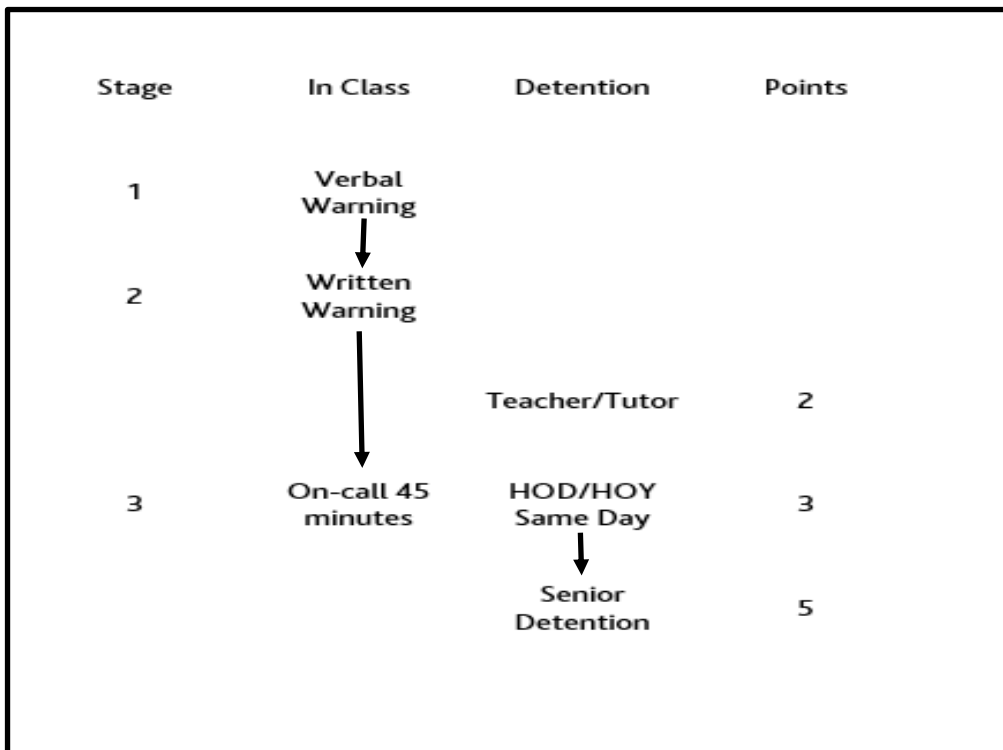 Stage In Class Detention Points
1 Verbal
Warning
2 Written
Warning
Teacher/Tutor 2
3 On-call 45
minutes HOD/HOY
Same Day 3
Senior
Detention 5